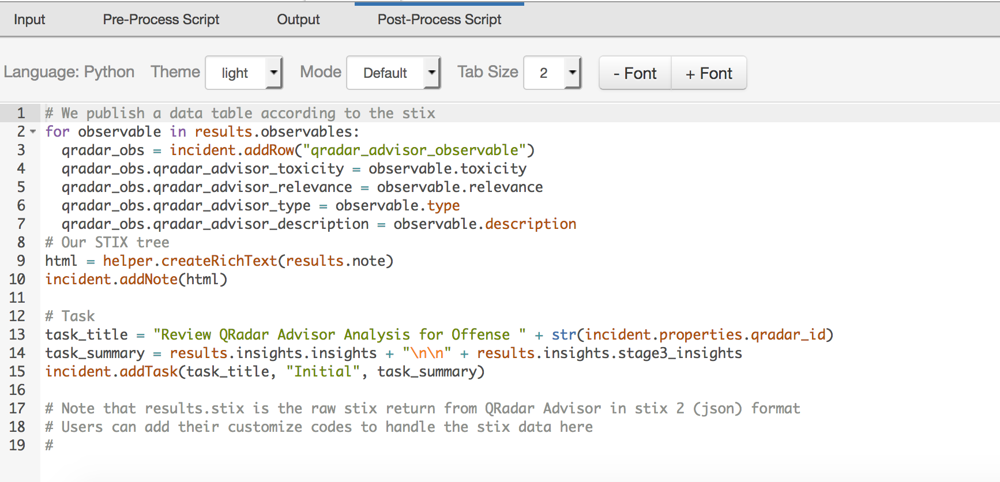 Input Pre-Process Script Output Post-Process Script
Language: Python Theme light Mode Default Tab Size 2 - Font + Font
1 # We publish a data table according to the stix
2 for observable in results.observables:
3 qradar_obs = incident.addRow("qradar_advisor_observable")
4 qradar_obs.qradar_advisor_toxicity = observable.toxicity
5 qradar_obs.qradar_advisor_relevance = observable.relevance
6 qradar_obs.qradar_advisor_type = observable.type
7 qradar_obs.qradar_advisor_description = observable.description
8 # Our STIX tree
9 html = helper.createRichText(results.note)
10 incident.addNote(html)
11
12 # Task
13 task_title = "Review QRadar Advisor Analysis for Offense " + str(incident.properties.qradar_id)
14 task_summary = results.insights.insights + "\n\n" + results.insights.stage3_insights
15 incident.addTask(task_title, "Initial", task_summary)
16
17 # Note that results.stix is the raw stix return from QRadar Advisor in stix 2 (json) format
18 # Users can add their customize codes to handle the stix data here
19 #